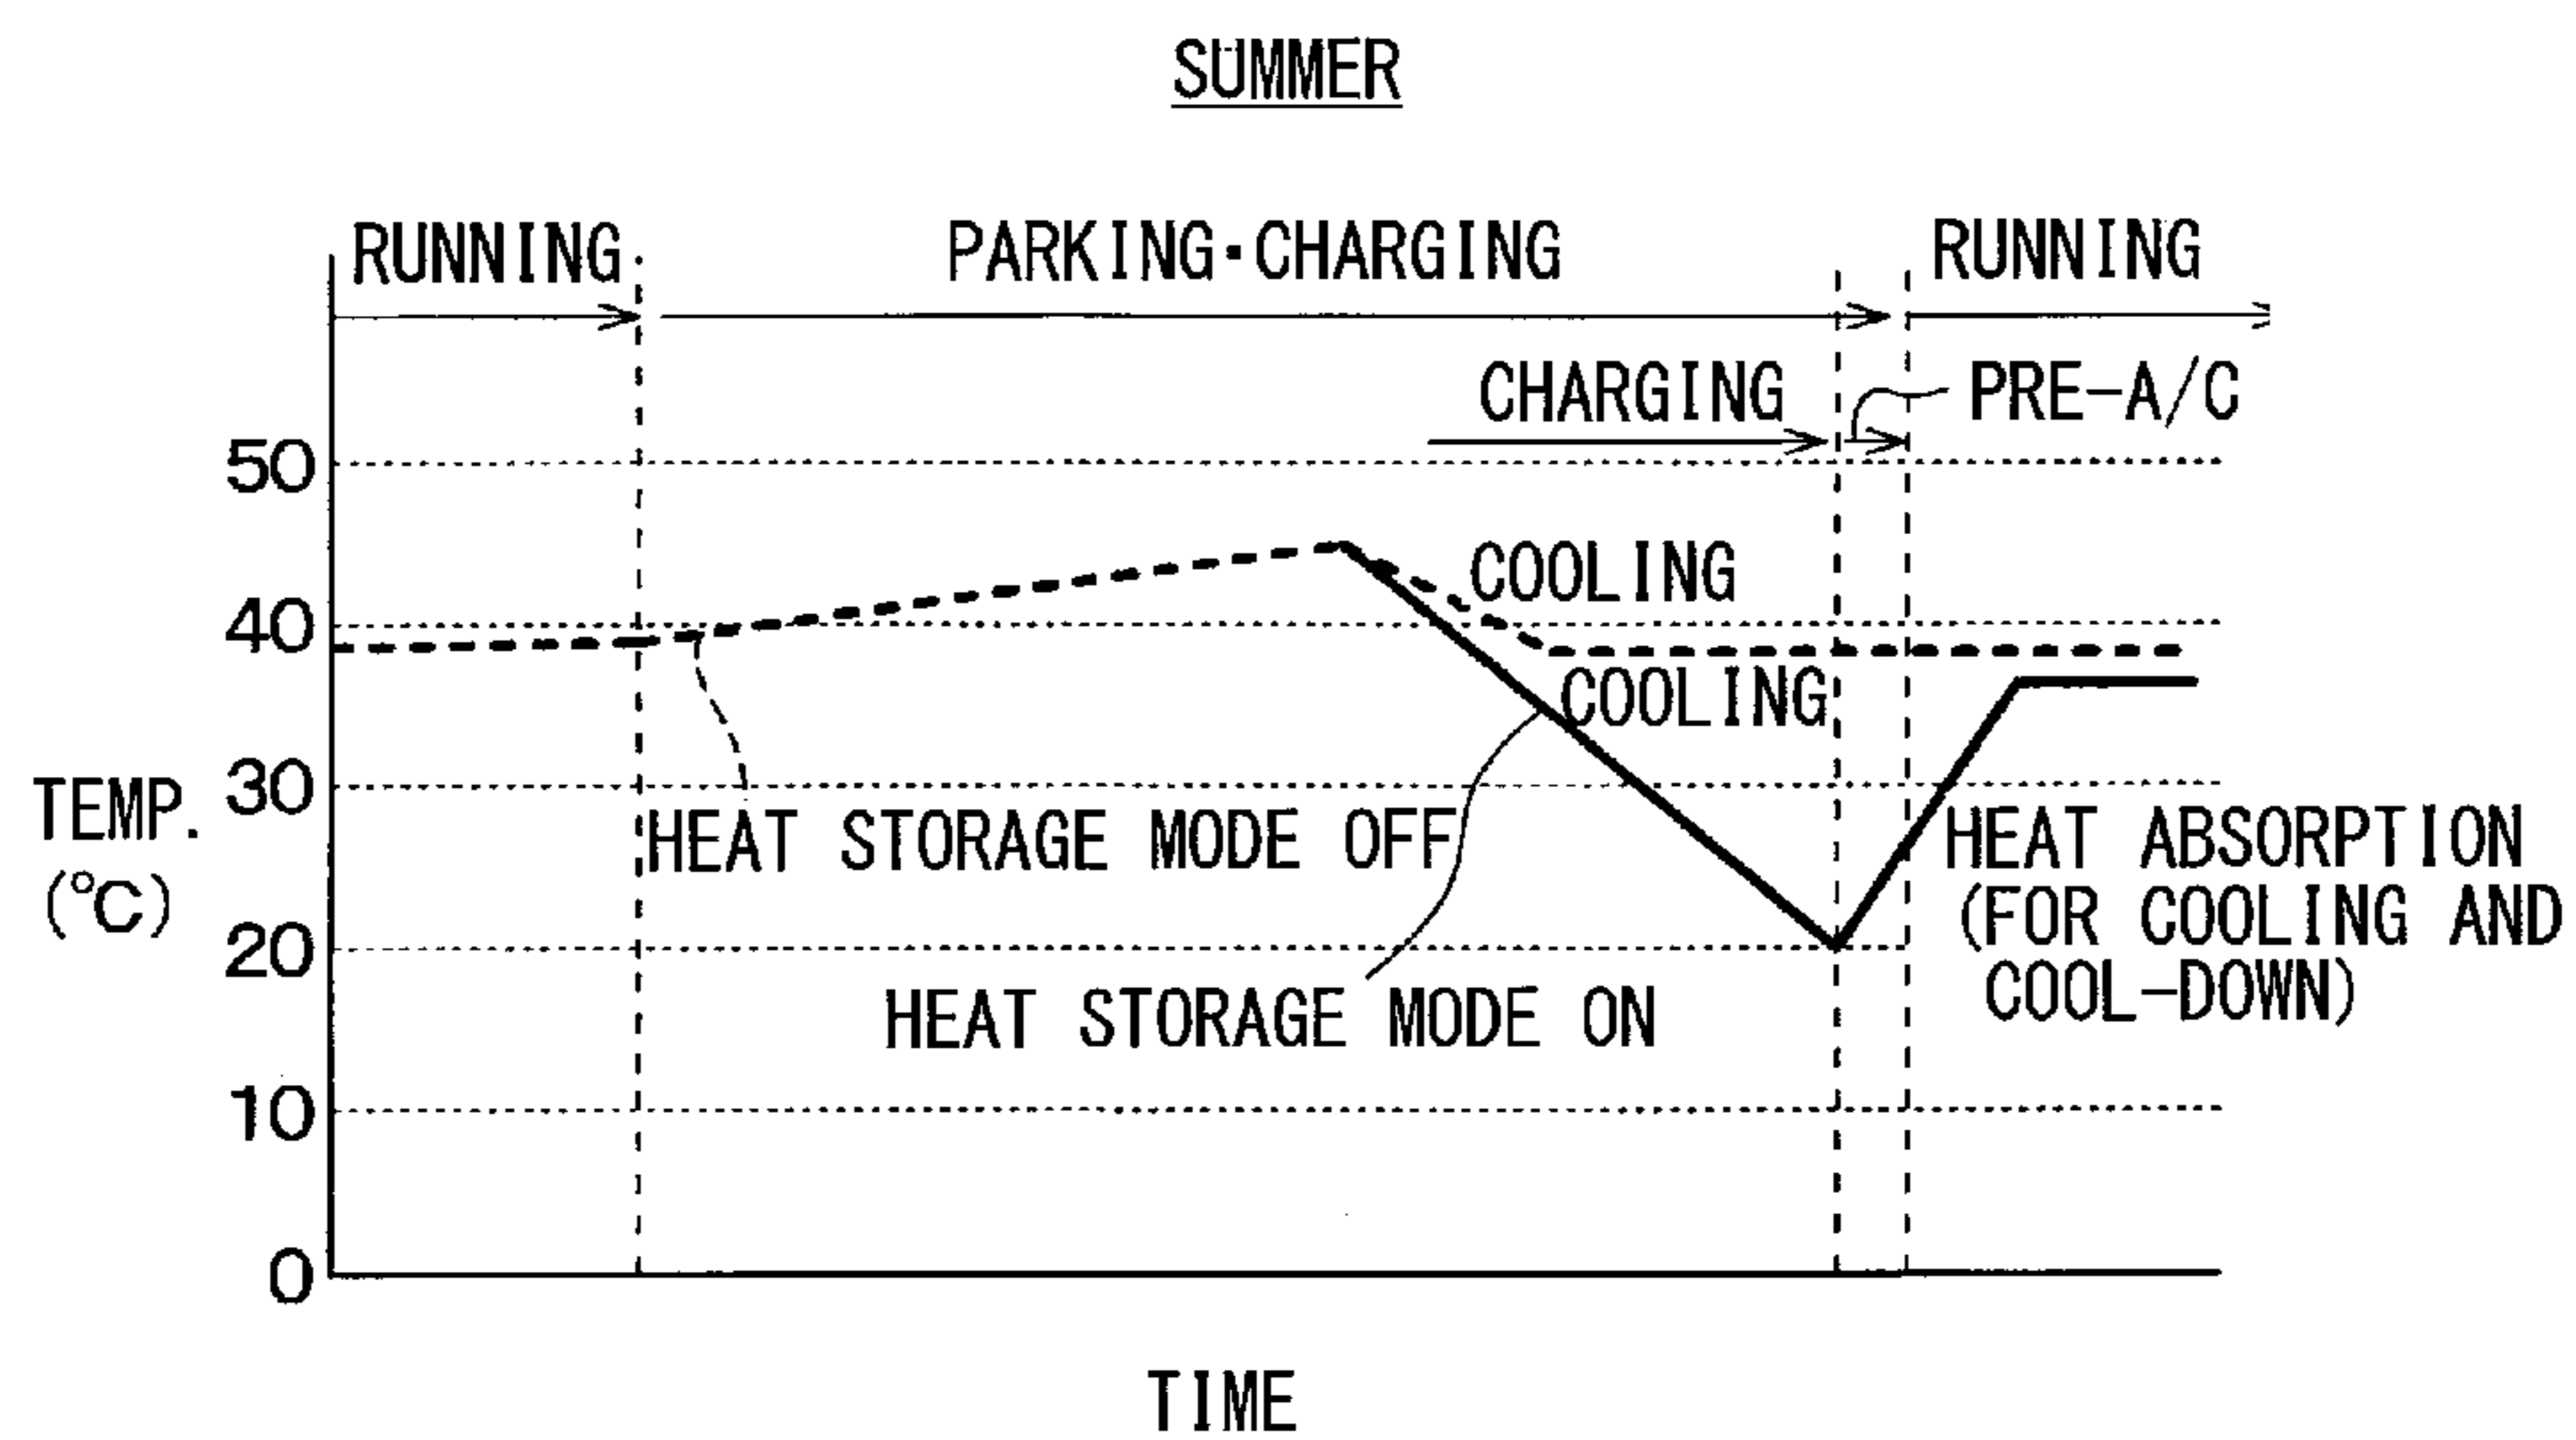 SUMMER
RUNNING
PARKING·CHARGING
RUNNING
CHARGING
PRE-A/C
50
COOLING
40
COOLING
TEMP.
(°C)
30
HEAT STORAGE MODE OFF
HEAT ABSORPTION
(FOR COOLING AND
COOL-DOWN)
20
HEAT STORAGE MODE ON
10
0
TIME